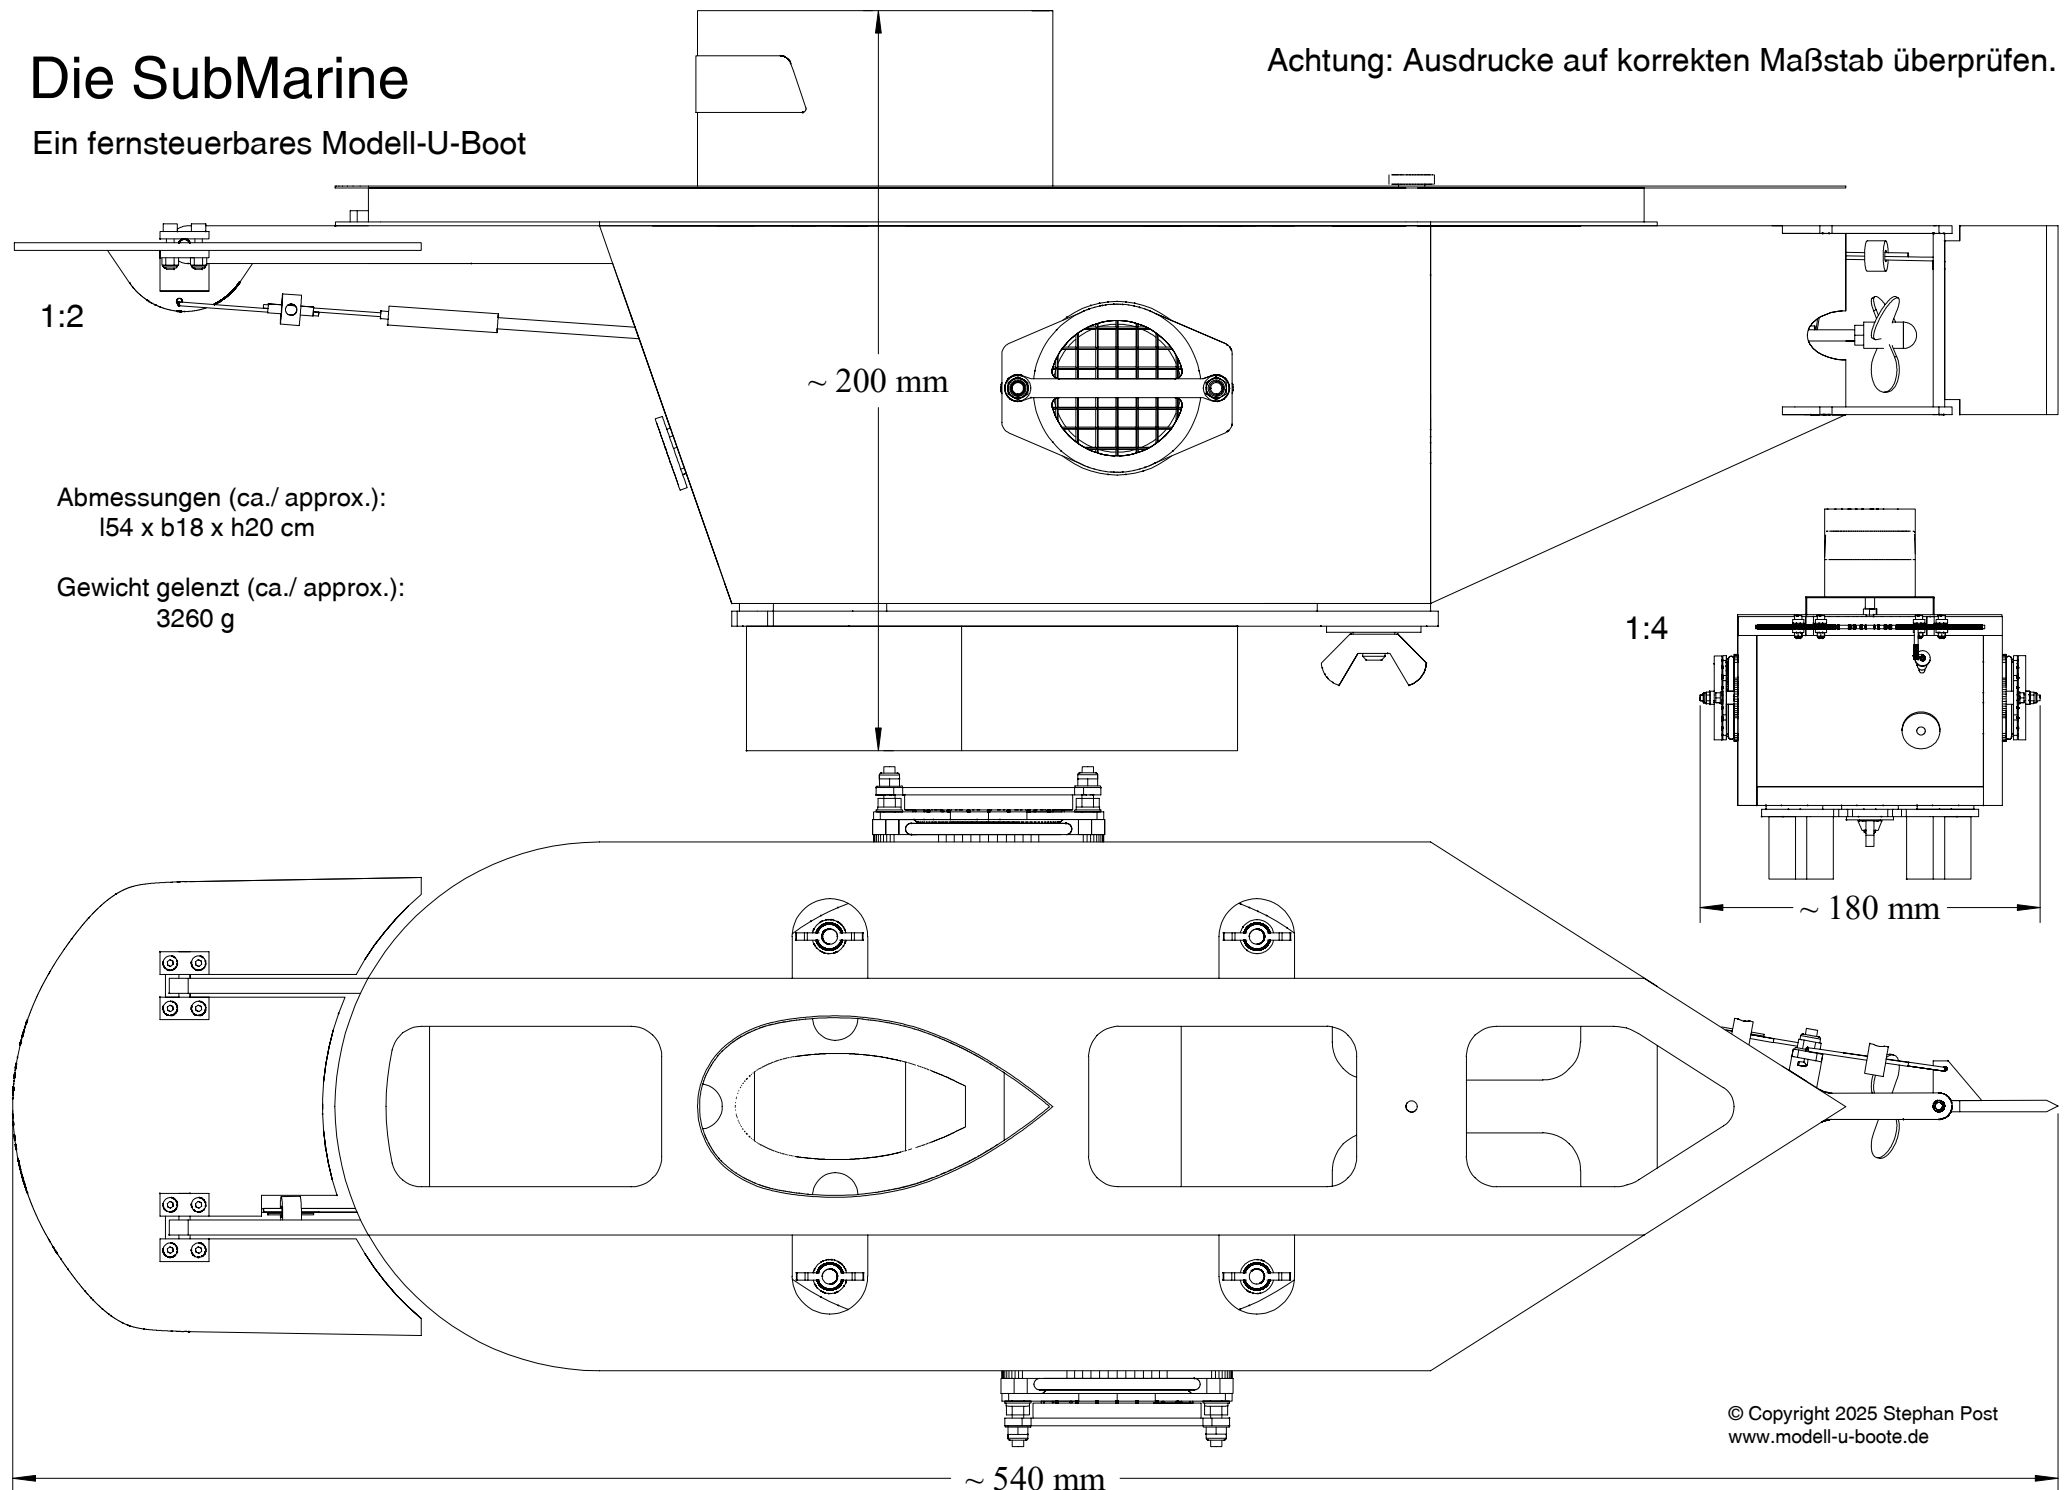 Die SubMarine
Ein fernsteuerbares Modell-U-Boot
Achtung: Ausdrucke auf korrekten Maßstab überprüfen.
1:2
~ 200 mm
Abmessungen (ca./ approx.):
l54 x b18 x h20 cm
Gewicht gelenzt (ca./ approx.):
3260 g
1:4
~ 180 mm
© Copyright 2025 Stephan Post
www.modell-u-boote.de
~ 540 mm